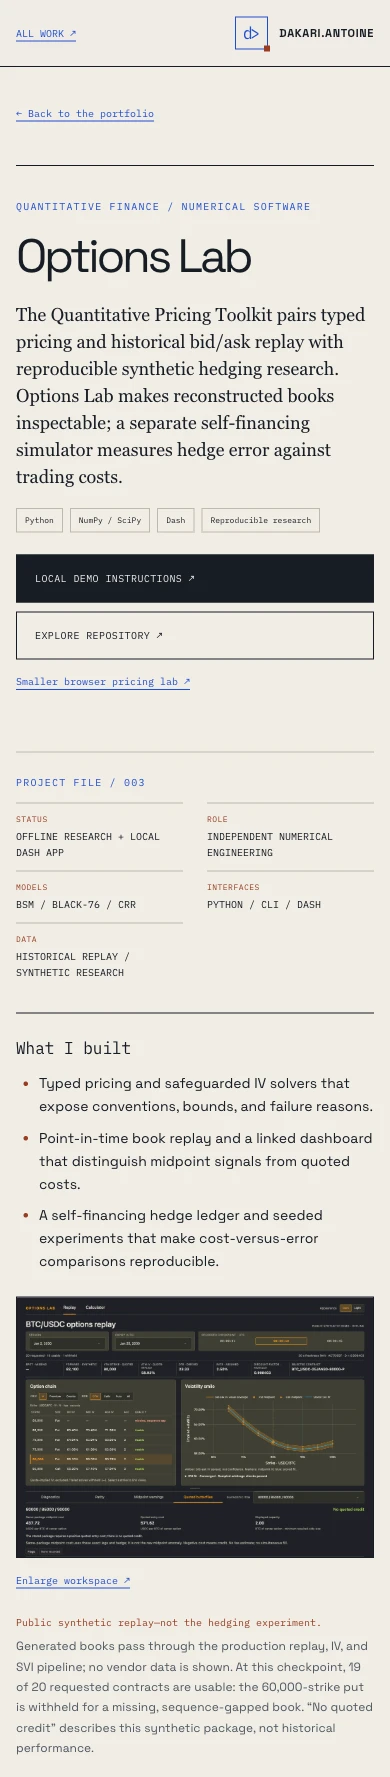 ALL WORK ↗
d> DAKARI.ANTOINE
← Back to the portfolio
QUANTITATIVE FINANCE / NUMERICAL SOFTWARE
Options Lab
The Quantitative Pricing Toolkit pairs typed
pricing and historical bid/ask replay with
reproducible synthetic hedging research.
Options Lab makes reconstructed books
inspectable; a separate self-financing
simulator measures hedge error against
trading costs.
Python NumPy / SciPy Dash Reproducible research
LOCAL DEMO INSTRUCTIONS ↗
EXPLORE REPOSITORY ↗
Smaller browser pricing lab ↗
PROJECT FILE / 003
STATUS
OFFLINE RESEARCH + LOCAL
DASH APP
ROLE
INDEPENDENT NUMERICAL
ENGINEERING
MODELS
BSM / BLACK-76 / CRR
INTERFACES
PYTHON / CLI / DASH
DATA
HISTORICAL REPLAY /
SYNTHETIC RESEARCH
What I built
• Typed pricing and safeguarded IV solvers that
expose conventions, bounds, and failure reasons.
• Point-in-time book replay and a linked dashboard
that distinguish midpoint signals from quoted
costs.
• A self-financing hedge ledger and seeded
experiments that make cost-versus-error
comparisons reproducible.
OPTIONS LAB Replay Calculator
BTC/USDC options replay
Option chain
Volatility smile
No quoted credit
Enlarge workspace ↗
Public synthetic replay—not the hedging experiment.
Generated books pass through the production replay, IV, and
SVI pipeline; no vendor data is shown. At this checkpoint, 19
of 20 requested contracts are usable: the 60,000-strike put
is withheld for a missing, sequence-gapped book. “No quoted
credit” describes this synthetic package, not historical
performance.